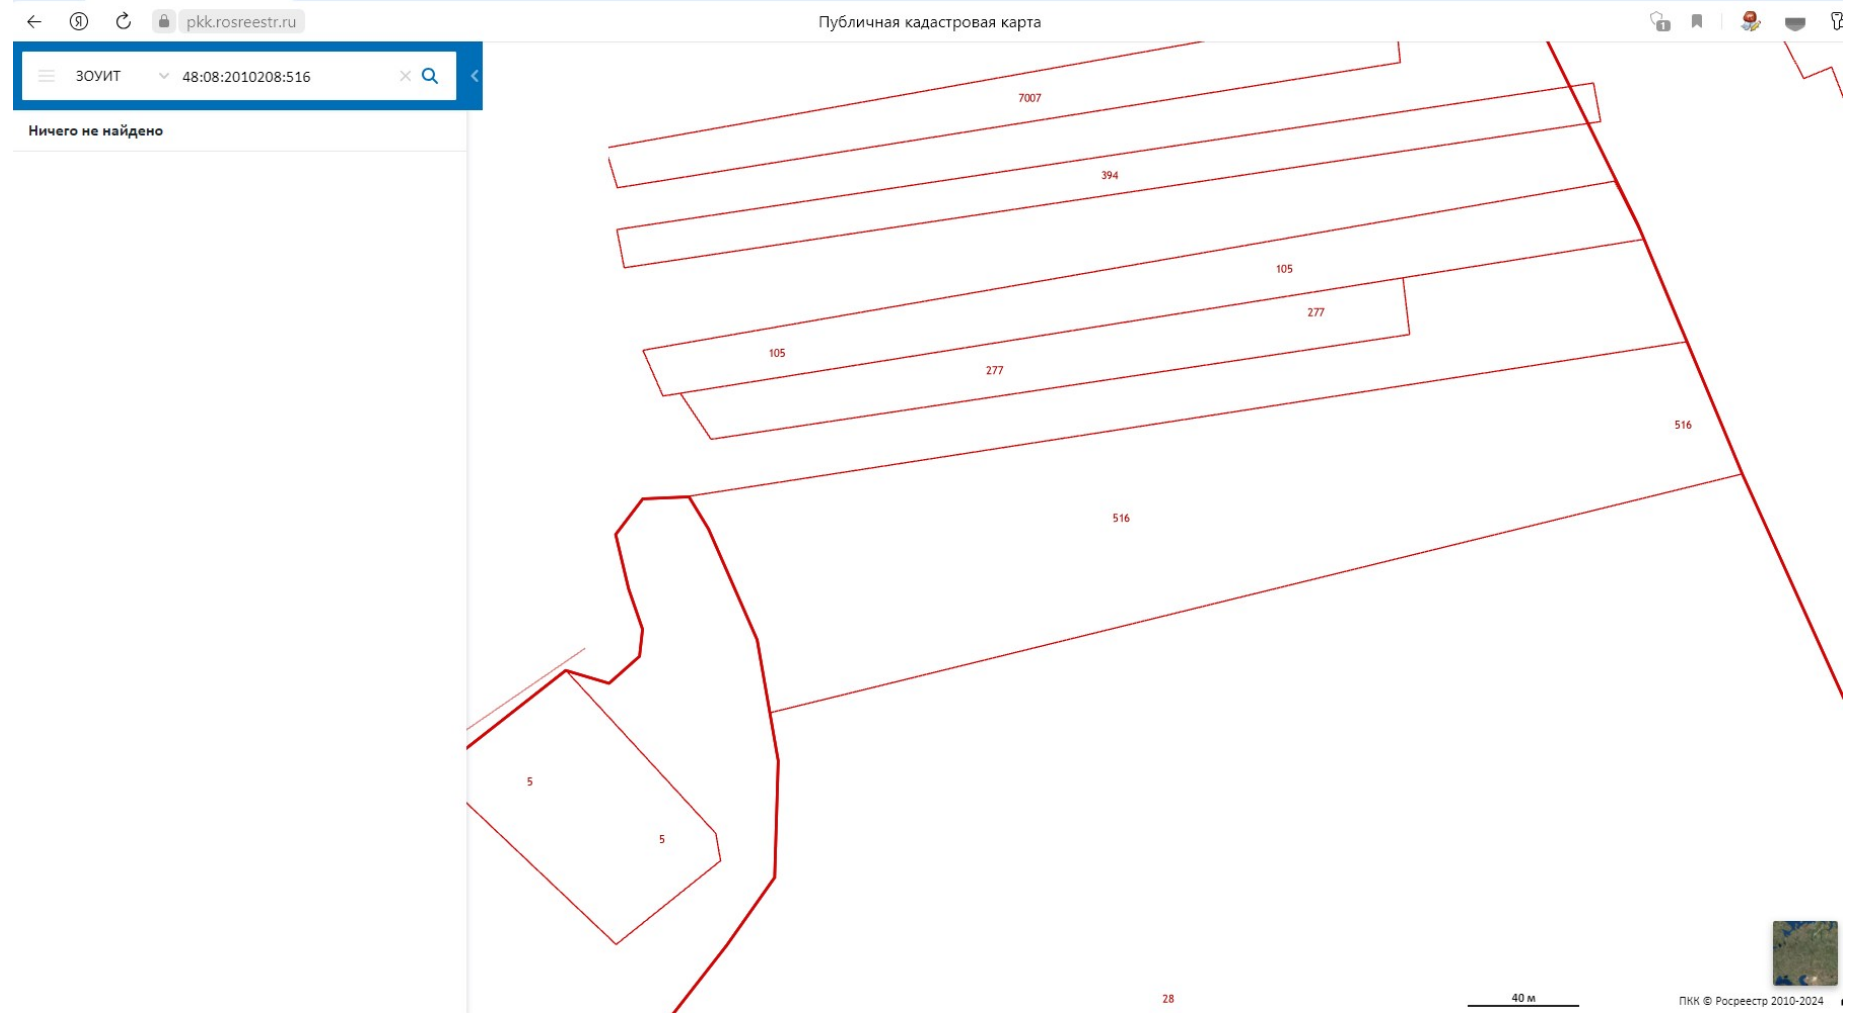 pkk.rosreestr.ru
Публичная кадастровая карта
1
ЗОУИТ
48:08:2010208:516
Ничего не найдено
7007
394
105
277
105
277
516
516
5
5
28
40 м
ПКК © Росреестр 2010-2024